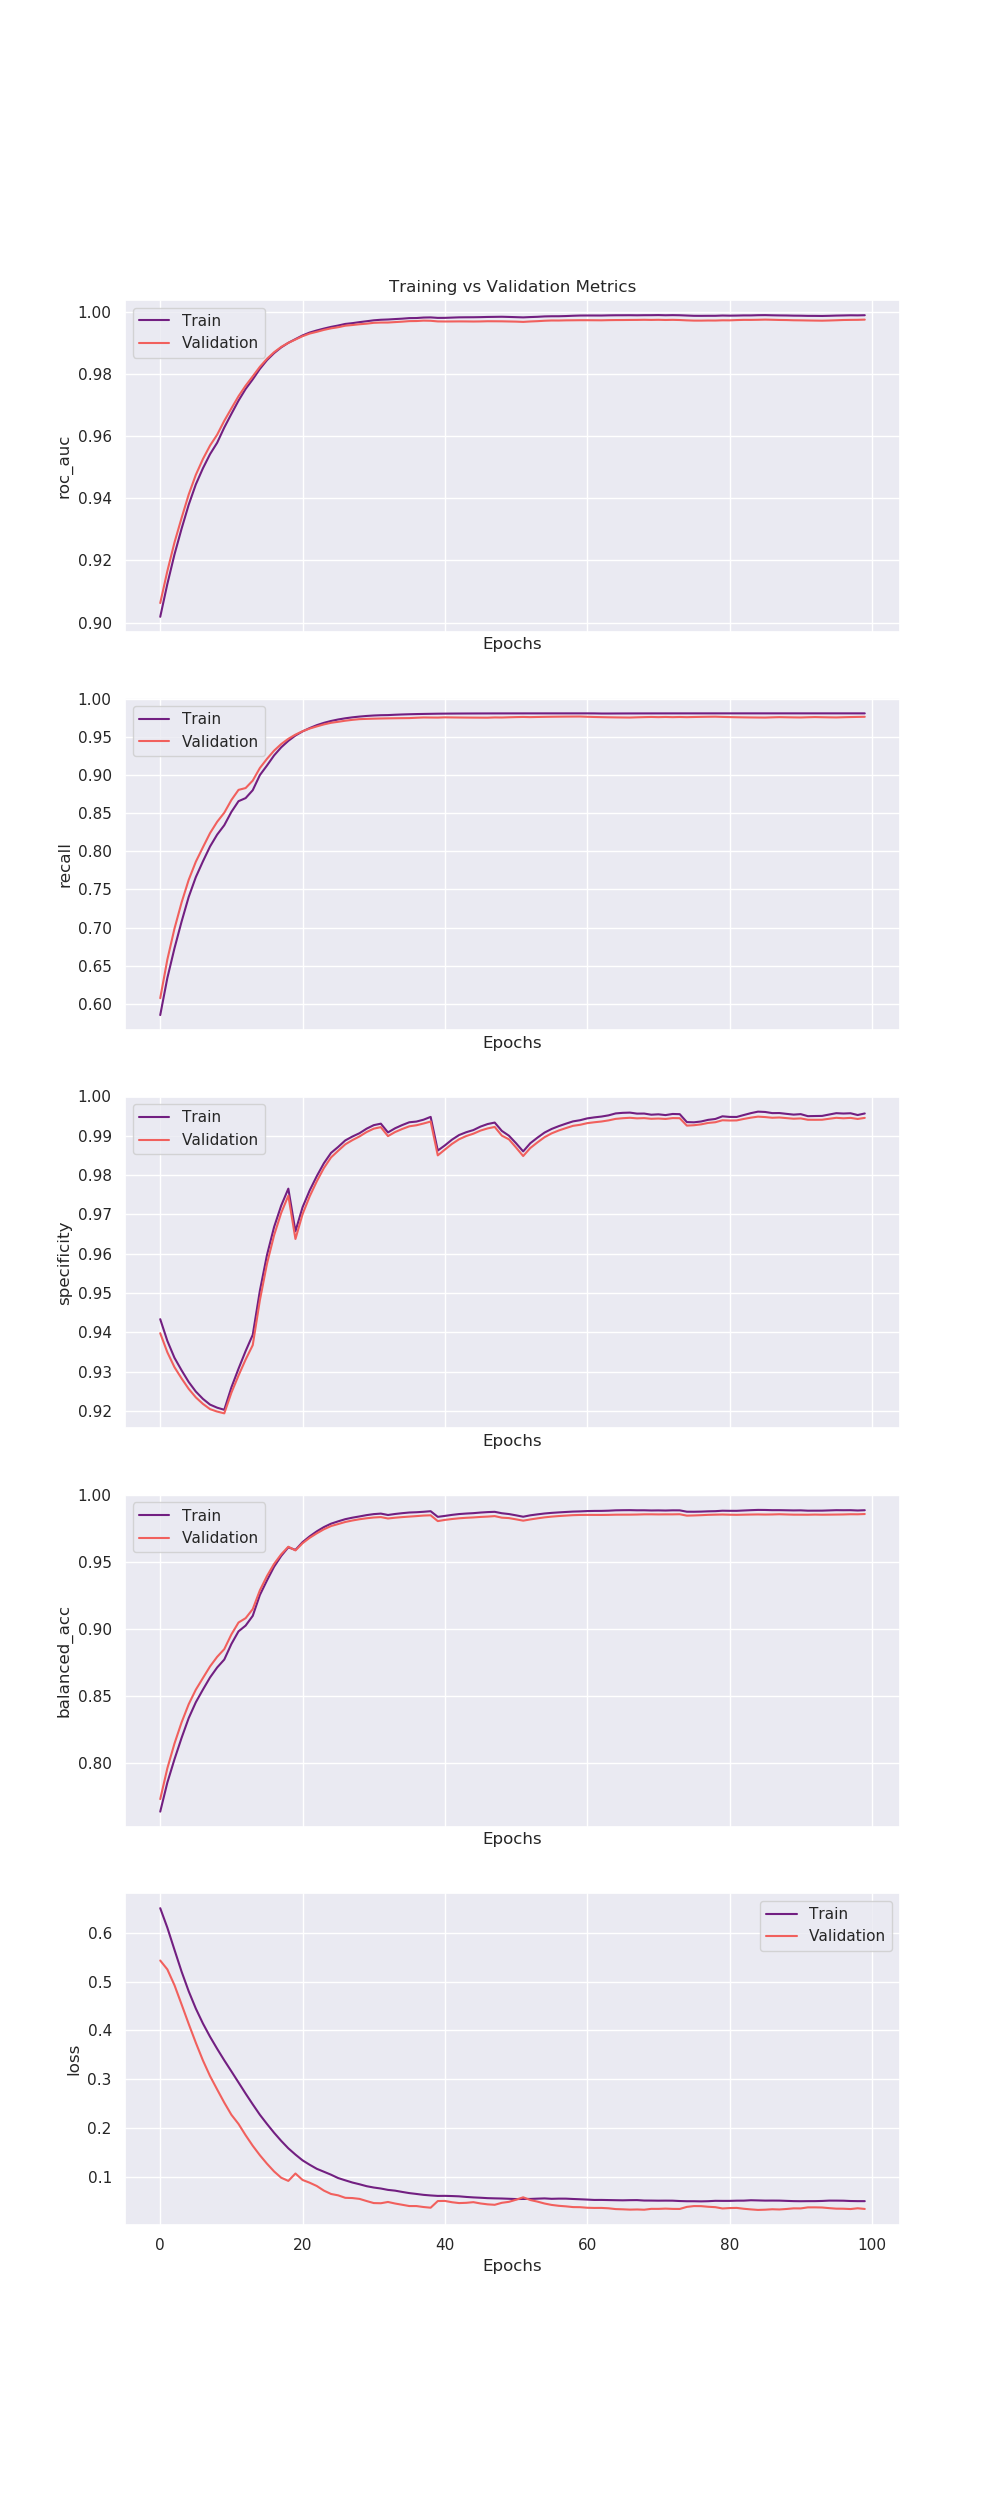 Training vs Validation Metrics
1.00
0.98
0.96
0.94
0.92
0.90
roc_auc
Train
Validation
Epochs
1.00
0.95
0.90
0.85
0.80
0.75
0.70
0.65
0.60
recall
Train
Validation
Epochs
1.00
0.99
0.98
0.97
0.96
0.95
0.94
0.93
0.92
specificity
Train
Validation
Epochs
1.00
0.95
0.90
0.85
0.80
balanced_acc
Train
Validation
Epochs
0.6
0.5
0.4
0.3
0.2
0.1
loss
Train
Validation
0 20 40 60 80 100
Epochs